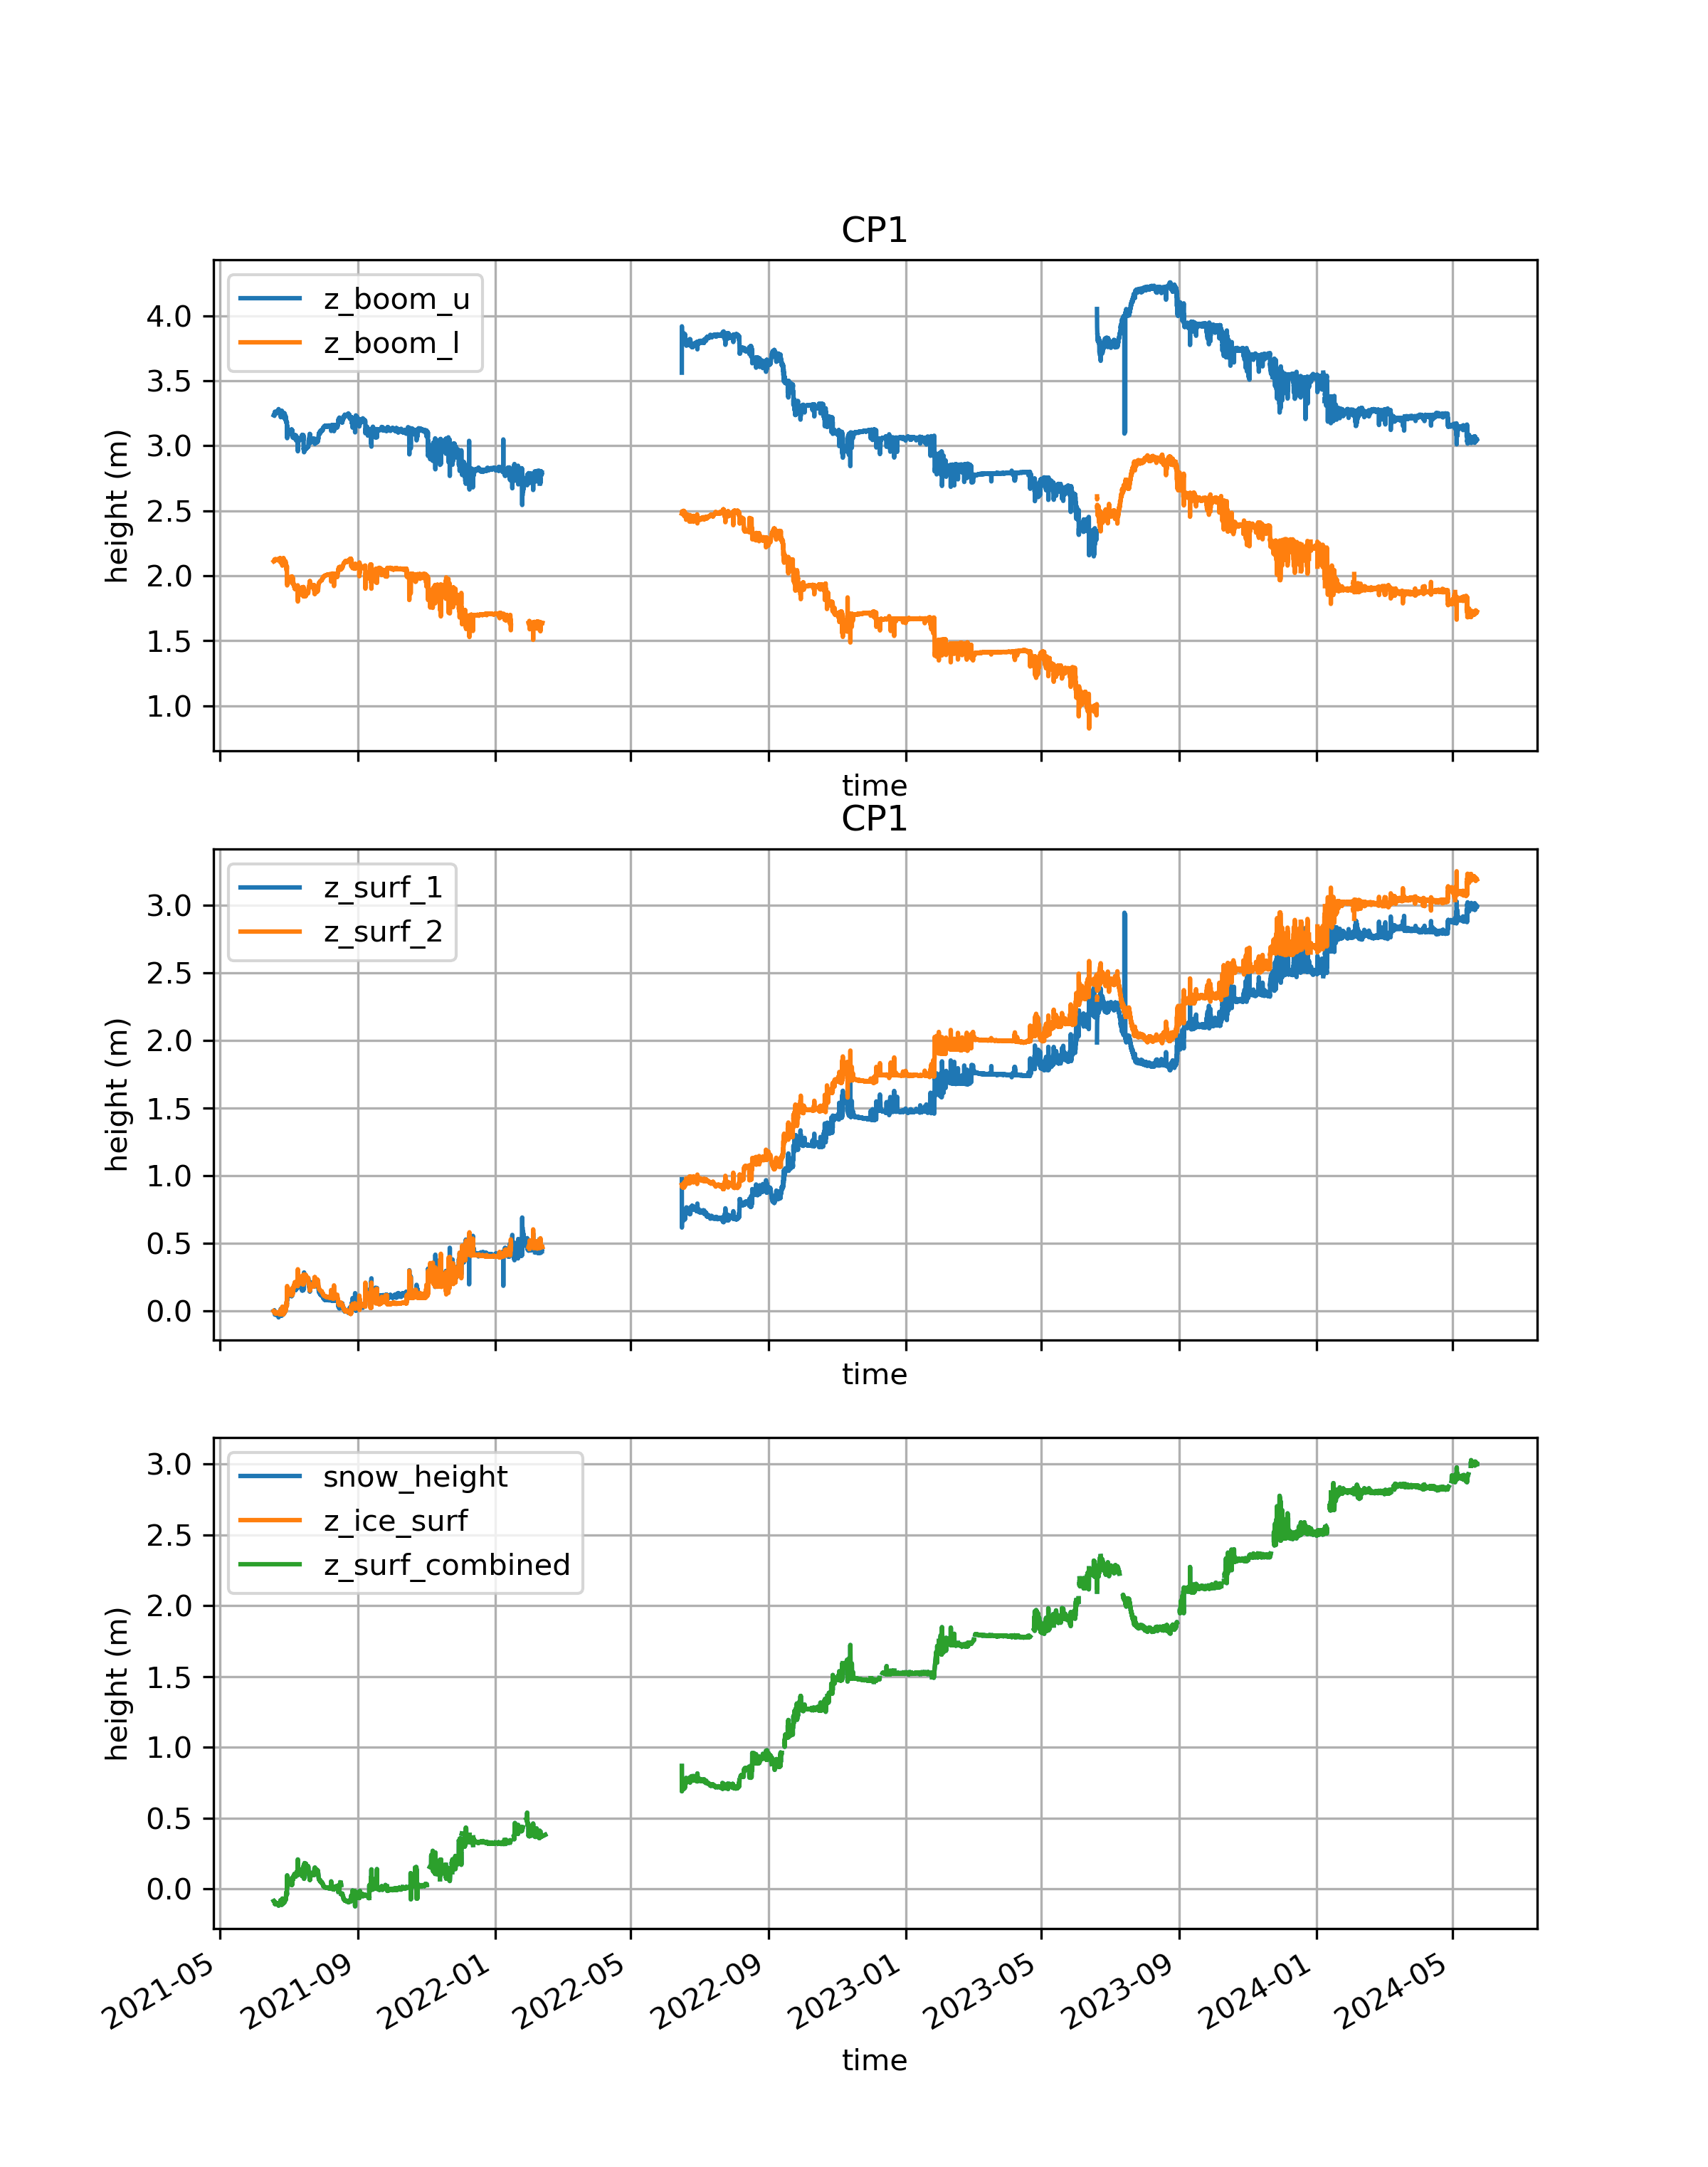 CP1
z_boom_u
z_boom_l
4.0
3.5
3.0
2.5
2.0
1.5
1.0
height (m)
time
CP1
z_surf_1
z_surf_2
3.0
2.5
2.0
1.5
1.0
0.5
0.0
height (m)
time
snow_height
z_ice_surf
z_surf_combined
3.0
2.5
2.0
1.5
1.0
0.5
0.0
height (m)
2021-05 2021-09 2022-01 2022-05 2022-09 2023-01 2023-05 2023-09 2024-01 2024-05
time